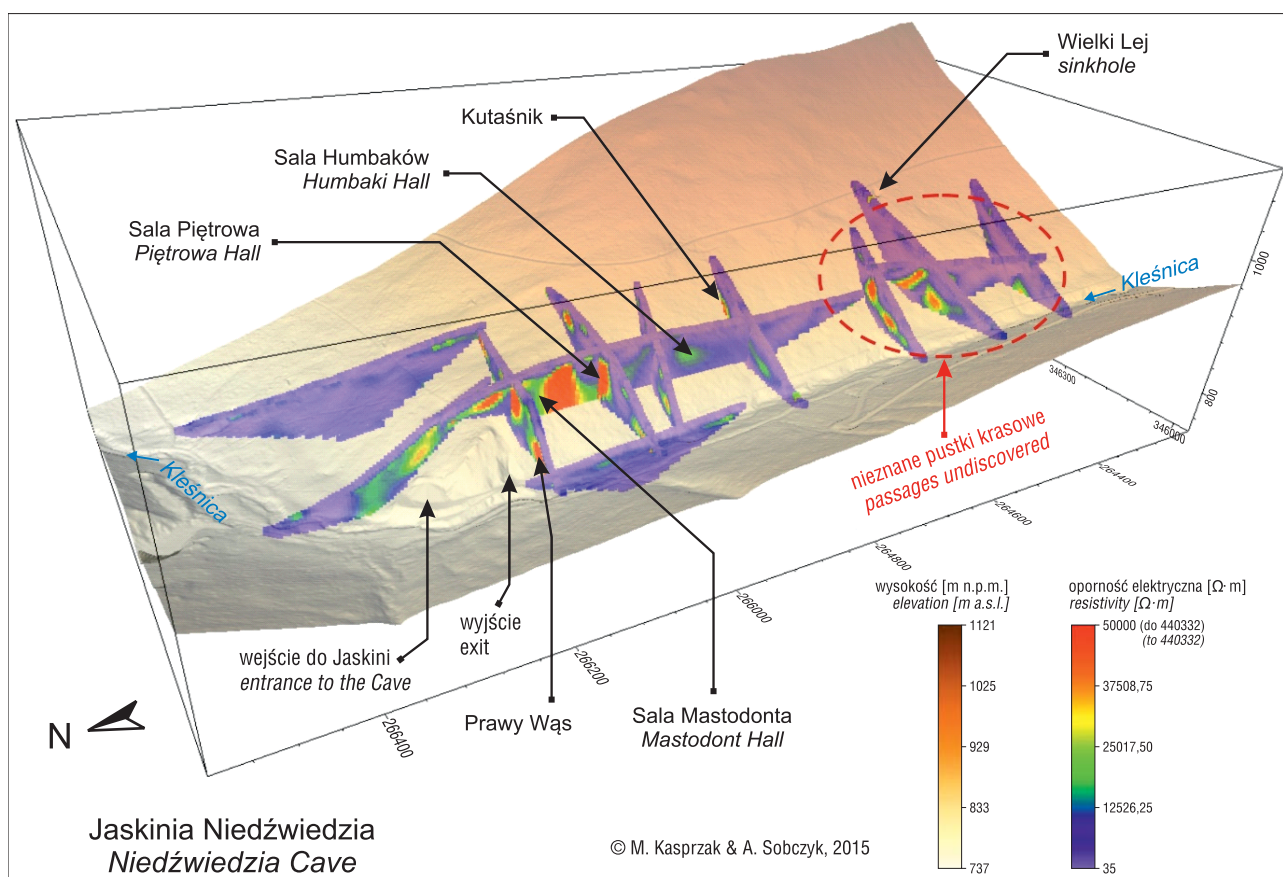 Wielki Lej
sinkhole
Kutaśnik
Sala Humbaków
Humbaki Hall
Sala Piętrowa
Piętrowa Hall
Kleśnica
1000
800
346300
346000
nieznane pustki krasowe
passages undiscovered
Kleśnica
264400
264600
264800
266000
266200
266400
wejście do Jaskini
entrance to the Cave
wyjście
exit
Prawy Wąs
Sala Mastodonta
Mastodont Hall
N
wysokość [m n.p.m.]
elevation [m a.s.l.]
1121
1025
929
833
737
oporność elektryczna [Ω·m]
resistivity [Ω·m]
50000 (do 440332)
(to 440332)
37508,75
25017,50
12526,25
35
Jaskinia Niedźwiedzia
Niedźwiedzia Cave
© M. Kasprzak & A. Sobczyk, 2015